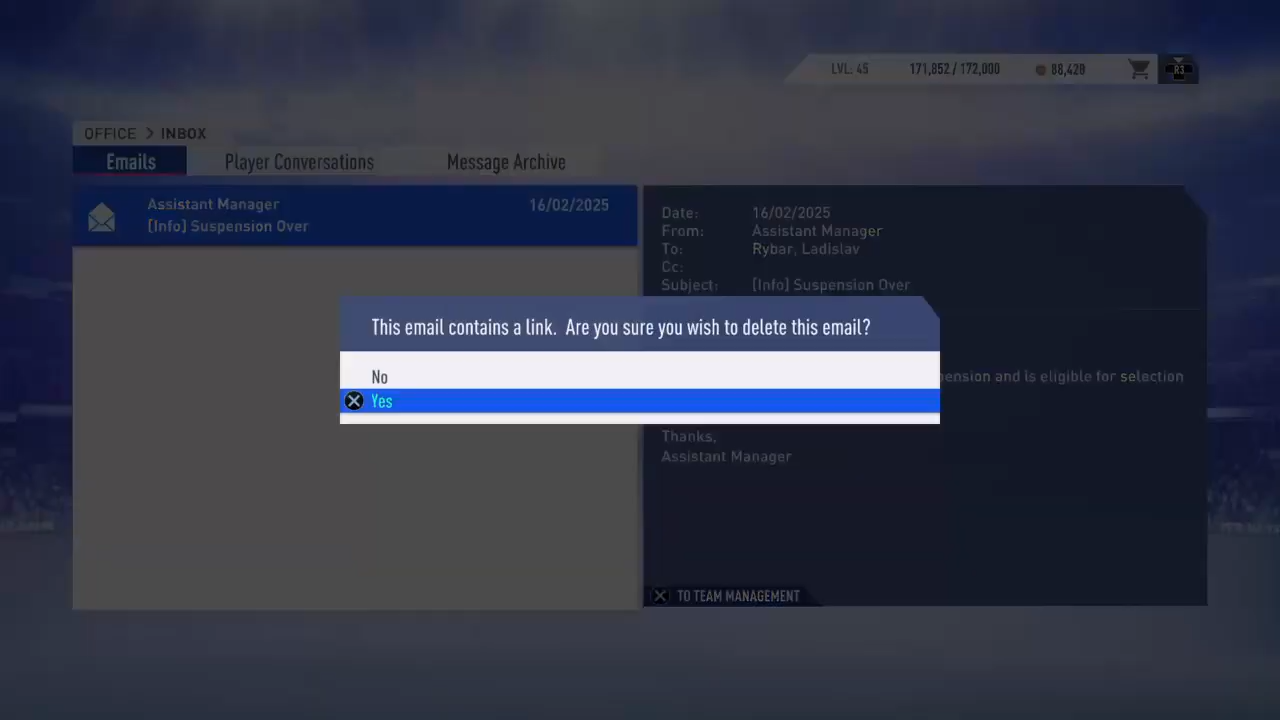 LVL: 45 171,852 / 172,000 88,428
R3
OFFICE > INBOX
Emails Player Conversations Message Archive
Assistant Manager 16/02/2025
[Info] Suspension Over
Date: 16/02/2025
From: Assistant Manager
To: Rybar, Ladislav
Cc:
Subject: [Info] Suspension Over
This email contains a link. Are you sure you wish to delete this email?
No
pension and is eligible for selection
Yes
Thanks,
Assistant Manager
TO TEAM MANAGEMENT